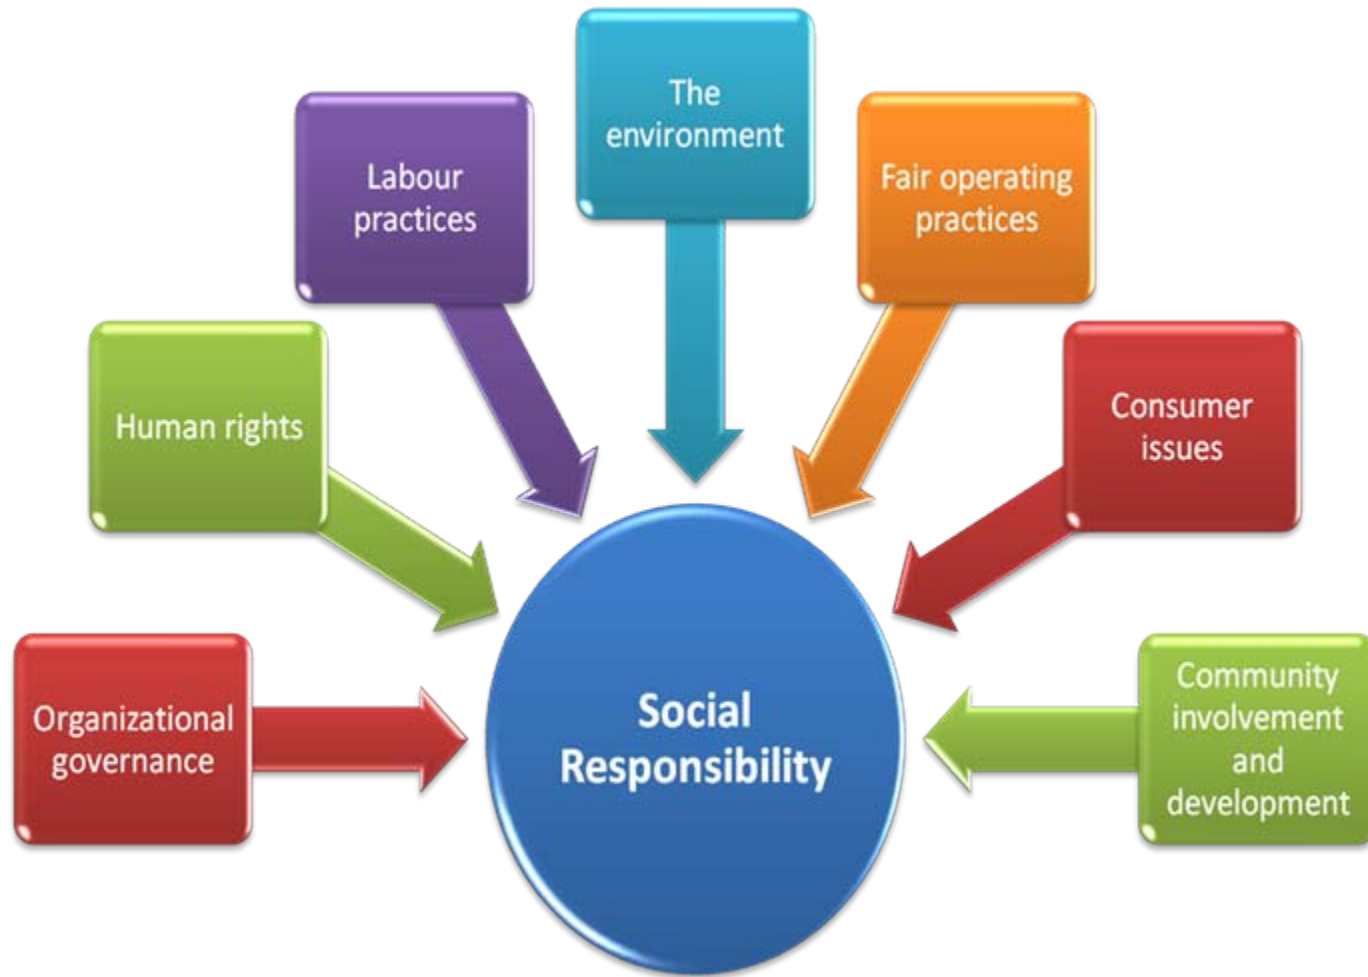 The
environment
Labour
practices
Fair operating
practices
Human rights
Consumer
issues
Organizational
governance
Social
Responsibility
Community
involvement
and
development